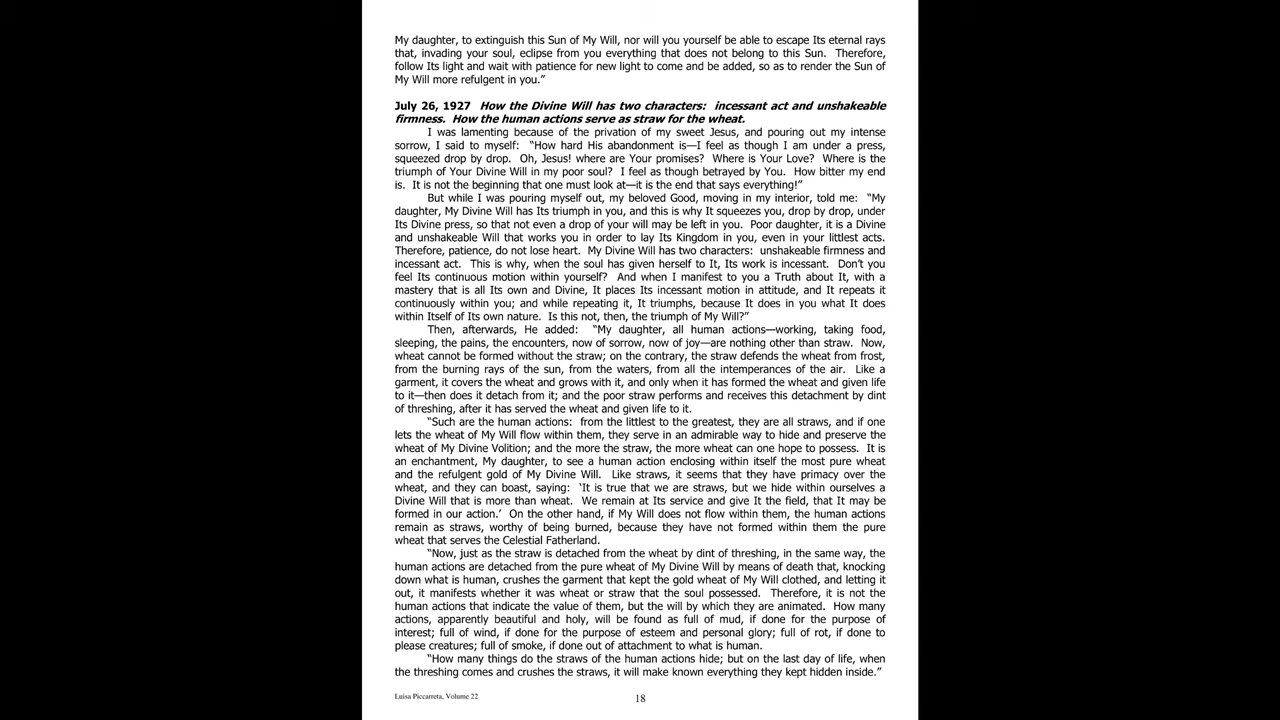 My daughter, to extinguish this Sun of My Will, nor will you yourself be able to escape Its eternal rays
that, invading your soul, eclipse from you everything that does not belong to this Sun. Therefore,
follow Its light and wait with patience for new light to come and be added, so as to render the Sun of
My Will more refulgent in you.”
July 26, 1927 How the Divine Will has two characters: incessant act and unshakeable
firmness. How the human actions serve as straw for the wheat.
I was lamenting because of the privation of my sweet Jesus, and pouring out my intense
sorrow, I said to myself: “How hard His abandonment is—I feel as though I am under a press,
squeezed drop by drop. Oh, Jesus! where are Your promises? Where is Your Love? Where is the
triumph of Your Divine Will in my poor soul? I feel as though betrayed by You. How bitter my end
is. It is not the beginning that one must look at—it is the end that says everything!”
But while I was pouring myself out, my beloved Good, moving in my interior, told me: “My
daughter, My Divine Will has Its triumph in you, and this is why It squeezes you, drop by drop, under
Its Divine press, so that not even a drop of your will may be left in you. Poor daughter, it is a Divine
and unshakeable Will that works you in order to lay Its Kingdom in you, even in your littlest acts.
Therefore, patience, do not lose heart. My Divine Will has two characters: unshakeable firmness and
incessant act. This is why, when the soul has given herself to It, Its work is incessant. Don’t you
feel Its continuous motion within yourself? And when I manifest to you a Truth about It, with a
mastery that is all Its own and Divine, It places Its incessant motion in attitude, and It repeats it
continuously within you; and while repeating it, It triumphs, because It does in you what It does
within Itself of Its own nature. Is this not, then, the triumph of My Will?”
Then, afterwards, He added: “My daughter, all human actions—working, taking food,
sleeping, the pains, the encounters, now of sorrow, now of joy—are nothing other than straw. Now,
wheat cannot be formed without the straw; on the contrary, the straw defends the wheat from frost,
from the burning rays of the sun, from the waters, from all the intemperances of the air. Like a
garment, it covers the wheat and grows with it, and only when it has formed the wheat and given life
to it—then does it detach from it; and the poor straw performs and receives this detachment by dint
of threshing, after it has served the wheat and given life to it.
“Such are the human actions: from the littlest to the greatest, they are all straws, and if one
lets the wheat of My Will flow within them, they serve in an admirable way to hide and preserve the
wheat of My Divine Volition; and the more the straw, the more wheat can one hope to possess. It is
an enchantment, My daughter, to see a human action enclosing within itself the most pure wheat
and the refulgent gold of My Divine Will. Like straws, it seems that they have primacy over the
wheat, and they can boast, saying: ‘It is true that we are straws, but we hide within ourselves a
Divine Will that is more than wheat. We remain at Its service and give It the field, that It may be
formed in our action.’ On the other hand, if My Will does not flow within them, the human actions
remain as straws, worthy of being burned, because they have not formed within them the pure
wheat that serves the Celestial Fatherland.
“Now, just as the straw is detached from the wheat by dint of threshing, in the same way, the
human actions are detached from the pure wheat of My Divine Will by means of death that, knocking
down what is human, crushes the garment that kept the gold wheat of My Will clothed, and letting it
out, it manifests whether it was wheat or straw that the soul possessed. Therefore, it is not the
human actions that indicate the value of them, but the will by which they are animated. How many
actions, apparently beautiful and holy, will be found as full of mud, if done for the purpose of
interest; full of wind, if done for the purpose of esteem and personal glory; full of rot, if done to
please creatures; full of smoke, if done out of attachment to what is human.
“How many things do the straws of the human actions hide; but on the last day of life, when
the threshing comes and crushes the straws, it will make known everything they kept hidden inside.”
Luisa Piccarreta, Volume 22
18